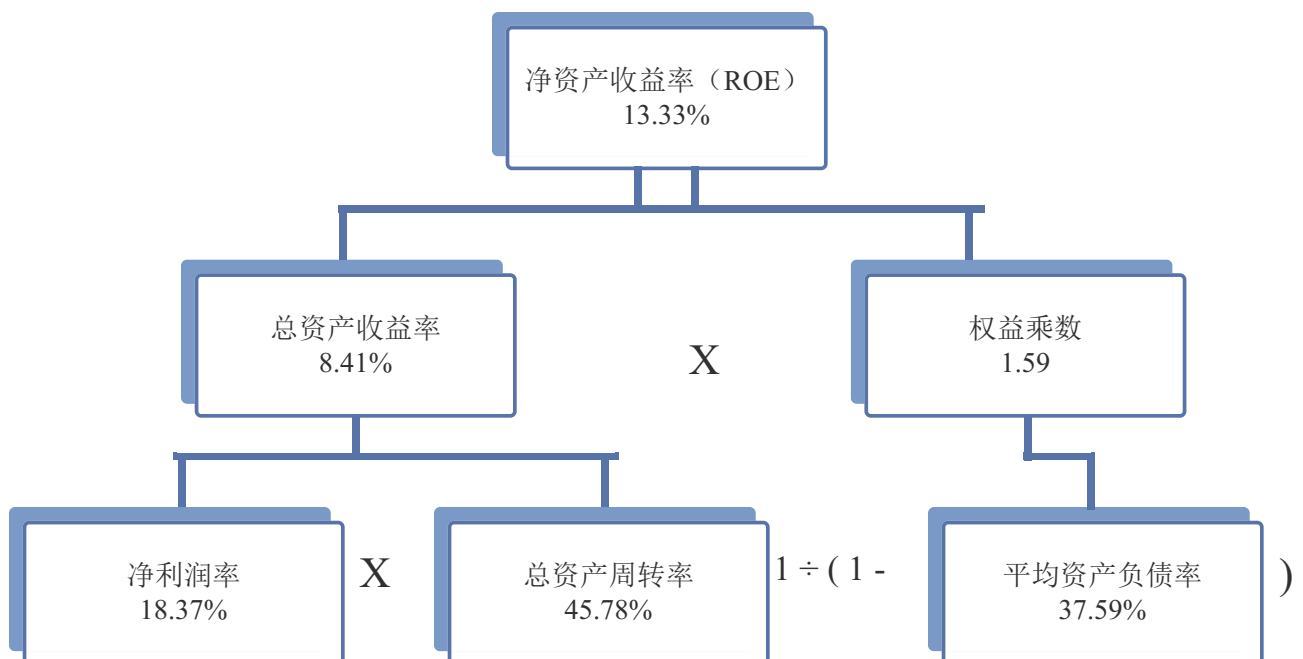 净资产收益率（ROE）
13.33%
总资产收益率
8.41%
X
权益乘数
1.59
净利润率
18.37%
X
总资产周转率
45.78%
1 ÷ ( 1 -
平均资产负债率
37.59%
)